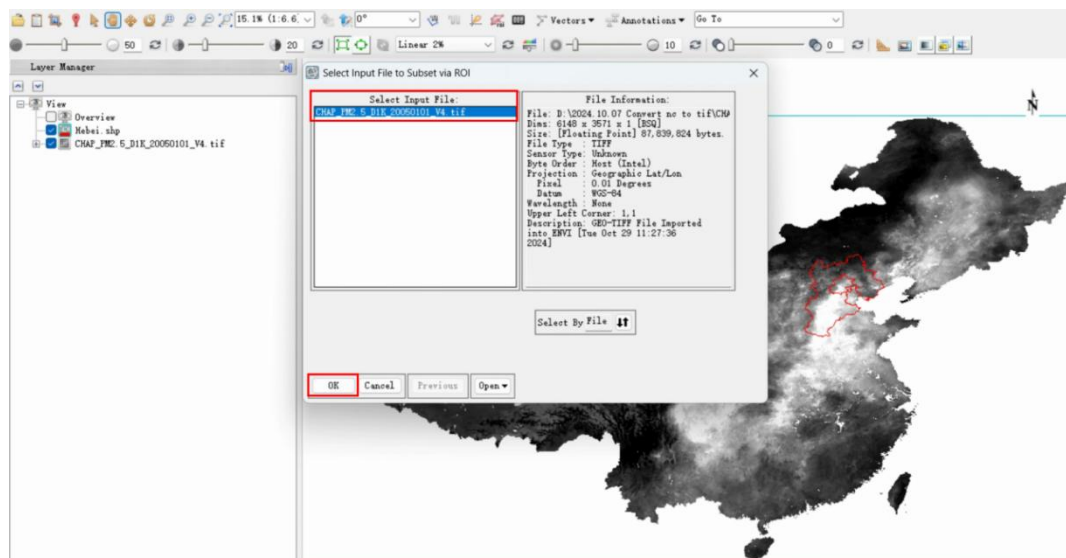 15.1% (1:6.6. 0° Vectors Annotations Go To
50 20 Linear 2% 10 0
Layer Manager
View
Overview
Hebei.shp
CHAP_PM2.5_D1K_20050101_V4.tif
Select Input File to Subset via ROI
Select Input File:
CHAP_PM2.5_D1K_20050101_V4.tif
File Information:
File: D:\2024.10.07 Convert nc to tif\CHA
Dims: 6148 x 3571 x 1 [BSQ]
Size: [Floating Point] 87,839,824 bytes.
File Type : TIFF
Sensor Type: Unknown
Byte Order : Host (Intel)
Projection : Geographic Lat/Lon
Pixel : 0.01 Degrees
Datum : WGS-84
Wavelength : None
Upper Left Corner: 1,1
Description: GEO-TIFF File Imported
into ENVI [Tue Oct 29 11:27:36
2024]
Select By File
OK Cancel Previous Open
N